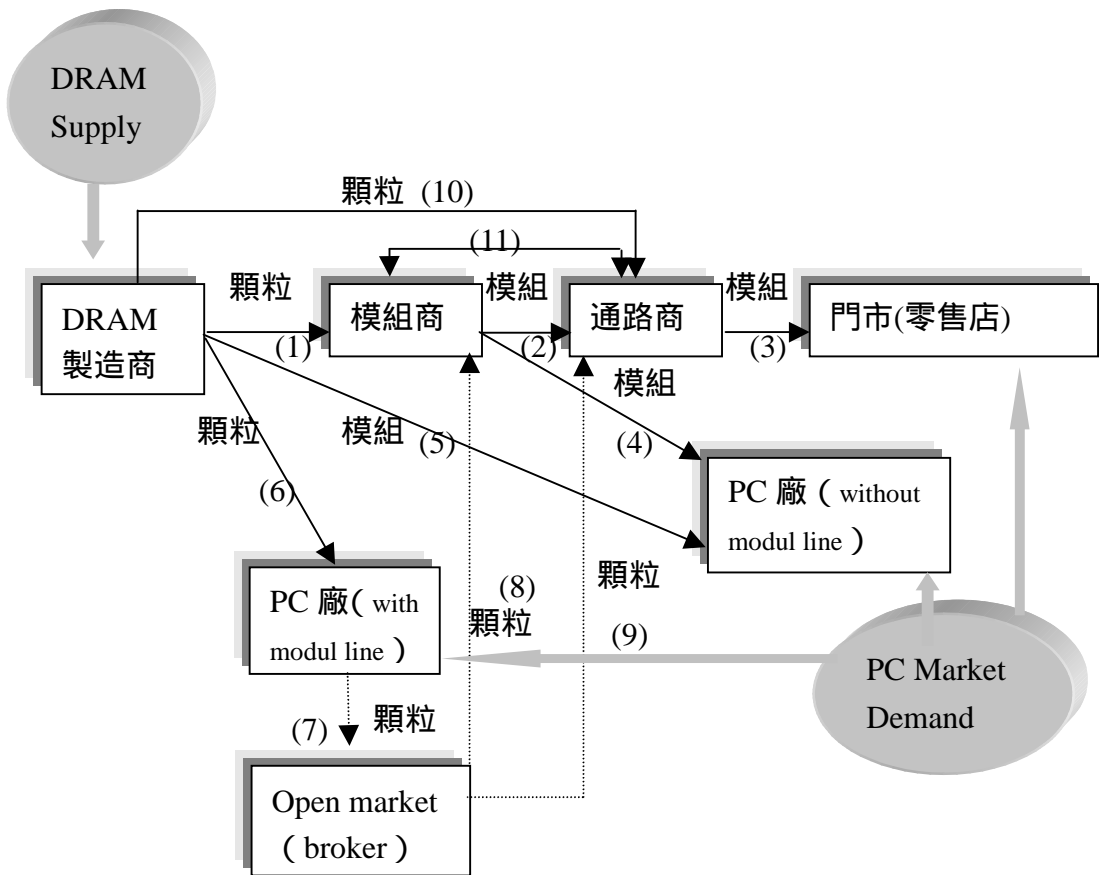 DRAM
Supply
顆粒 (10)
(11)
顆粒
模組
模組
DRAM
製造商
模組商
通路商
門市(零售店)
(1)
(2)
(3)
模組
顆粒
模組
(5)
(4)
(6)
PC 廠( without
modul line )
PC 廠( with
modul line )
(8)
顆粒
顆粒
(9)
PC Market
Demand
(7)
顆粒
Open market
( broker )